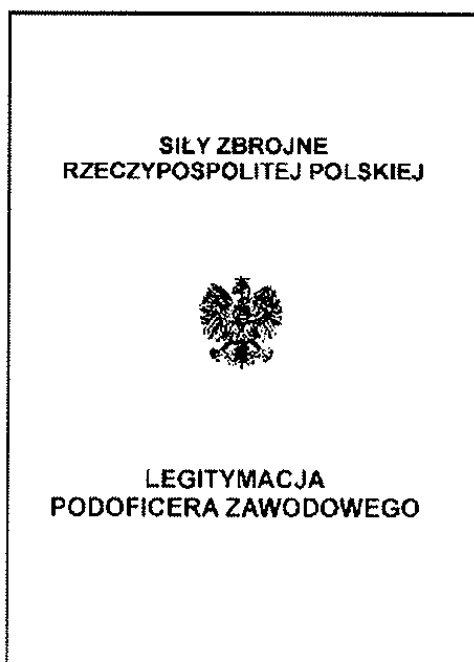 SIŁY ZBROJNE
RZECZYPOSPOLITEJ POLSKIEJ
LEGITYMACJA
PODOFICERA ZAWODOWEGO